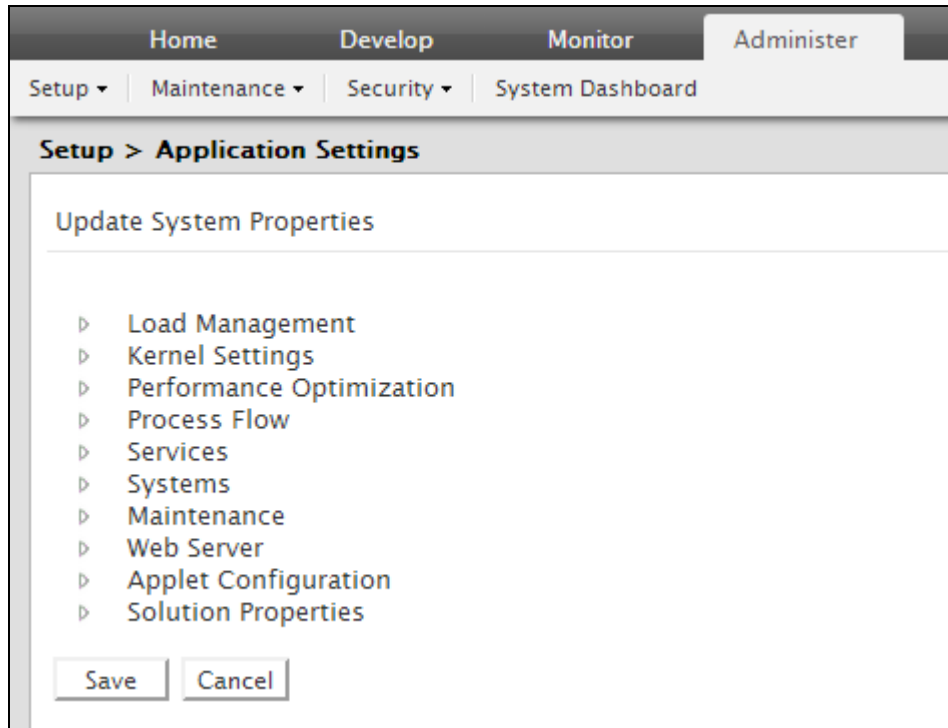 Home Develop Monitor Administer
Setup Maintenance Security System Dashboard
Setup > Application Settings
Update System Properties
Load Management
Kernel Settings
Performance Optimization
Process Flow
Services
Systems
Maintenance
Web Server
Applet Configuration
Solution Properties
Save Cancel